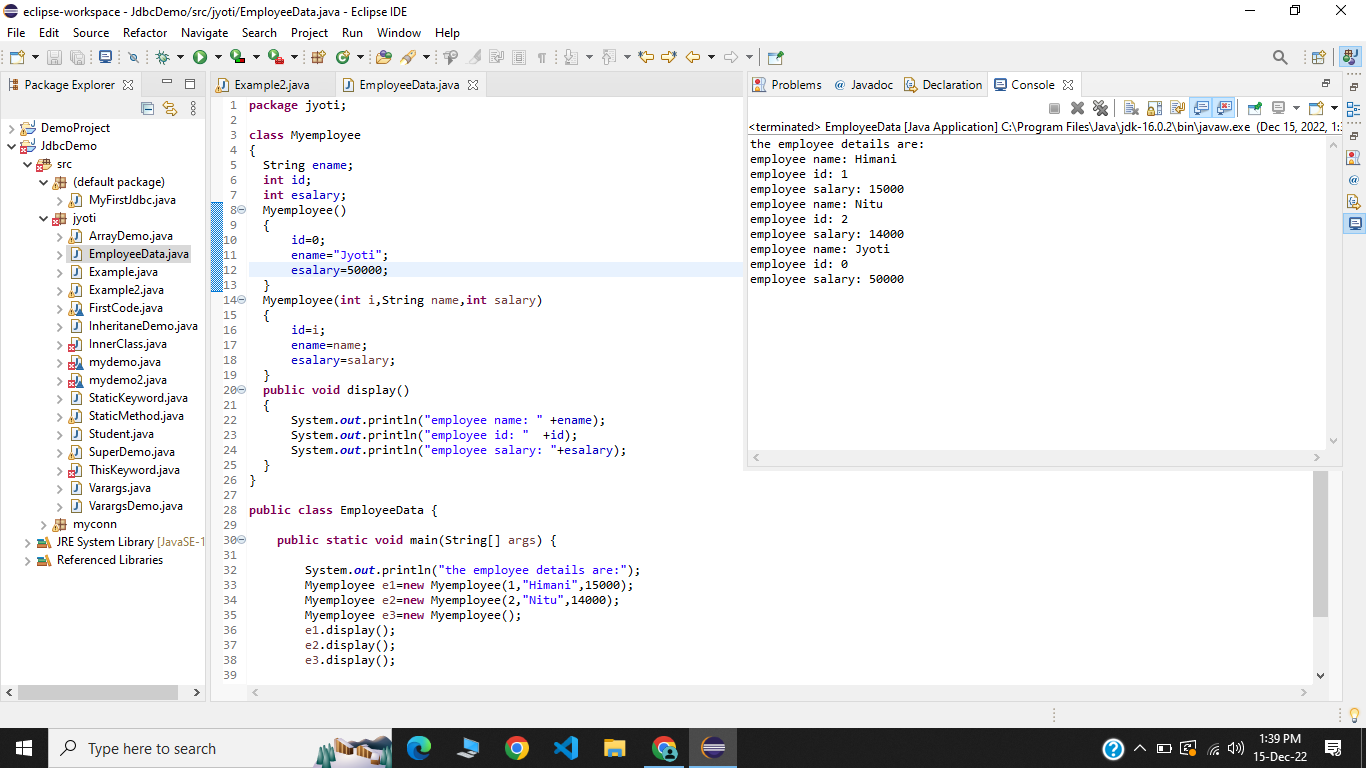 eclipse-workspace - JdbcDemo/src/jyoti/EmployeeData.java - Eclipse IDE
File Edit Source Refactor Navigate Search Project Run Window Help
Package Explorer
DemoProject
JdbcDemo
src
(default package)
MyFirstJdbc.java
jyoti
ArrayDemo.java
EmployeeData.java
Example.java
Example2.java
FirstCode.java
InheritaneDemo.java
InnerClass.java
mydemo.java
mydemo2.java
StaticKeyword.java
StaticMethod.java
Student.java
SuperDemo.java
ThisKeyword.java
Varargs.java
VarargsDemo.java
myconn
JRE System Library [JavaSE-1
Referenced Libraries
Example2.java EmployeeData.java
1 package jyoti;
2
3 class Myemployee
4 {
5 String ename;
6 int id;
7 int esalary;
8 Myemployee()
9 {
10 id=0;
11 ename="Jyoti";
12 esalary=50000;
13 }
14 Myemployee(int i,String name,int salary)
15 {
16 id=i;
17 ename=name;
18 esalary=salary;
19 }
20 public void display()
21 {
22 System.out.println("employee name: " +ename);
23 System.out.println("employee id: "  +id);
24 System.out.println("employee salary: "+esalary);
25 }
26 }
27
28 public class EmployeeData {
29
30 public static void main(String[] args) {
31
32 System.out.println("the employee details are:");
33 Myemployee e1=new Myemployee(1,"Himani",15000);
34 Myemployee e2=new Myemployee(2,"Nitu",14000);
35 Myemployee e3=new Myemployee();
36 e1.display();
37 e2.display();
38 e3.display();
39
Problems @ Javadoc Declaration Console
<terminated> EmployeeData [Java Application] C:\Program Files\Java\jdk-16.0.2\bin\javaw.exe (Dec 15, 2022, 1:
the employee details are:
employee name: Himani
employee id: 1
employee salary: 15000
employee name: Nitu
employee id: 2
employee salary: 14000
employee name: Jyoti
employee id: 0
employee salary: 50000
Type here to search
1:39 PM
15-Dec-22